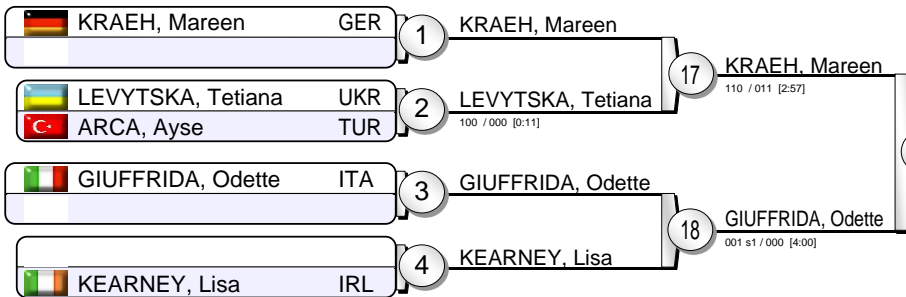 KRAEH, Mareen GER
1
KRAEH, Mareen
LEVYTSKA, Tetiana UKR
ARCA, Ayse TUR
2
LEVYTSKA, Tetiana
100 / 000 [0:11]
17
KRAEH, Mareen
110 / 011 [2:57]
GIUFFRIDA, Odette ITA
3
GIUFFRIDA, Odette
KEARNEY, Lisa IRL
4
KEARNEY, Lisa
18
GIUFFRIDA, Odette
001 s1 / 000 [4:00]